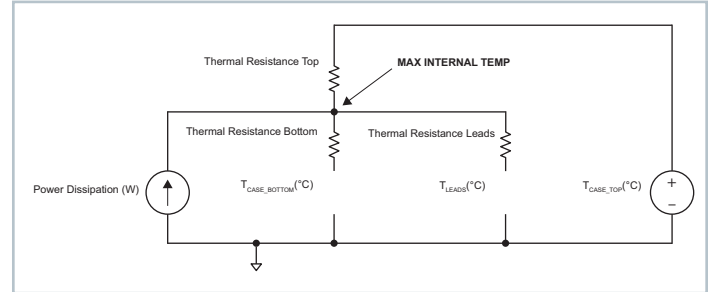 Thermal Resistance Top
MAX INTERNAL TEMP
Thermal Resistance Bottom
Thermal Resistance Leads
Power Dissipation (W)
T_CASE_BOTTOM(°C)
T_LEADS(°C)
T_CASE_TOP(°C)
+
–